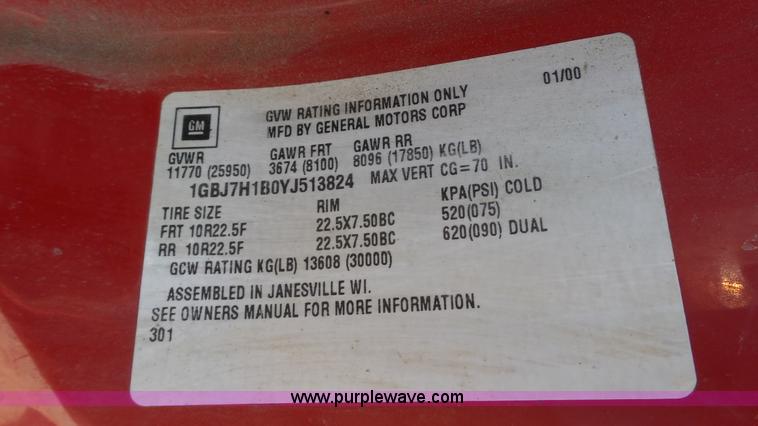 01/00
GM
GVW RATING INFORMATION ONLY
MFD BY GENERAL MOTORS CORP
GVWR GAWR FRT GAWR RR
11770 (25950) 3674 (8100) 8096 (17850) KG(LB)
1GBJ7H1B0YJ513824 MAX VERT CG=70 IN.
TIRE SIZE RIM KPA(PSI) COLD
FRT 10R22.5F 22.5X7.50BC 520(075)
RR 10R22.5F 22.5X7.50BC 620(090) DUAL
GCW RATING KG(LB) 13608 (30000)
ASSEMBLED IN JANESVILLE WI.
SEE OWNERS MANUAL FOR MORE INFORMATION.
301
www.purplewave.com